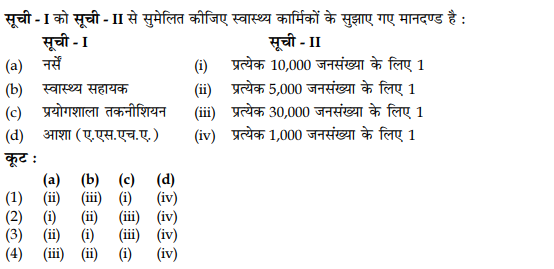 सूची - I को सूची - II से सुमेलित कीजिए स्वास्थ्य कार्मिकों के सुझाए गए मानदण्ड है :
सूची - I सूची - II
(a) नर्सें (i) प्रत्येक 10,000 जनसंख्या के लिए 1
(b) स्वास्थ्य सहायक (ii) प्रत्येक 5,000 जनसंख्या के लिए 1
(c) प्रयोगशाला तकनीशियन (iii) प्रत्येक 30,000 जनसंख्या के लिए 1
(d) आशा (ए.एस.एच.ए.) (iv) प्रत्येक 1,000 जनसंख्या के लिए 1
कूट :
(a) (b) (c) (d)
(1) (ii) (iii) (i) (iv)
(2) (i) (ii) (iii) (iv)
(3) (ii) (i) (iii) (iv)
(4) (iii) (ii) (i) (iv)